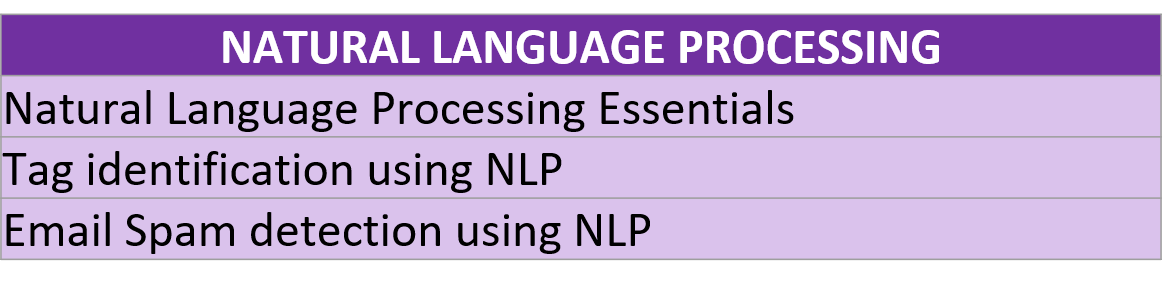 NATURAL LANGUAGE PROCESSING
Natural Language Processing Essentials
Tag identification using NLP
Email Spam detection using NLP